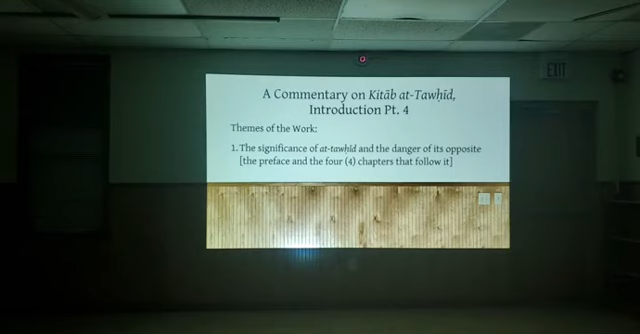 EXIT
A Commentary on Kitāb at-Tawḥīd,
Introduction Pt. 4
Themes of the Work:
1. The significance of at-tawḥīd and the danger of its opposite
[the preface and the four (4) chapters that follow it]